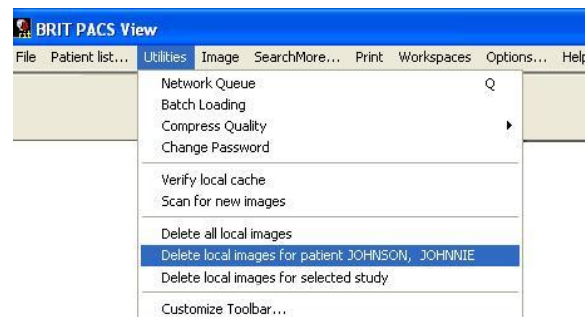 BRIT PACS View
File Patient list... Utilities Image SearchMore... Print Workspaces Options... Help
Network Queue Q
Batch Loading
Compress Quality
Change Password
Verify local cache
Scan for new images
Delete all local images
Delete local images for patient JOHNSON, JOHNNIE
Delete local images for selected study
Customize Toolbar...